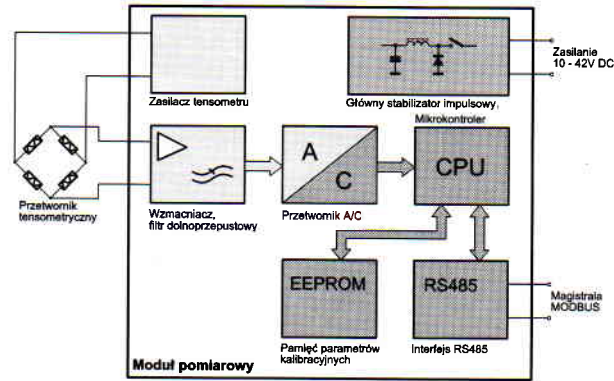 Zasilacz tensometru
Główny stabilizator impulsowy
Zasilanie
10 - 42V DC
Mikrokontroler
A
C
CPU
Przetwornik
tensometryczny
Wzmacniacz,
filtr dolnoprzepustowy
Przetwornik A/C
EEPROM
RS485
Magistrala
MODBUS
Pamięć parametrów
kalibracyjnych
Interfejs RS485
Moduł pomiarowy